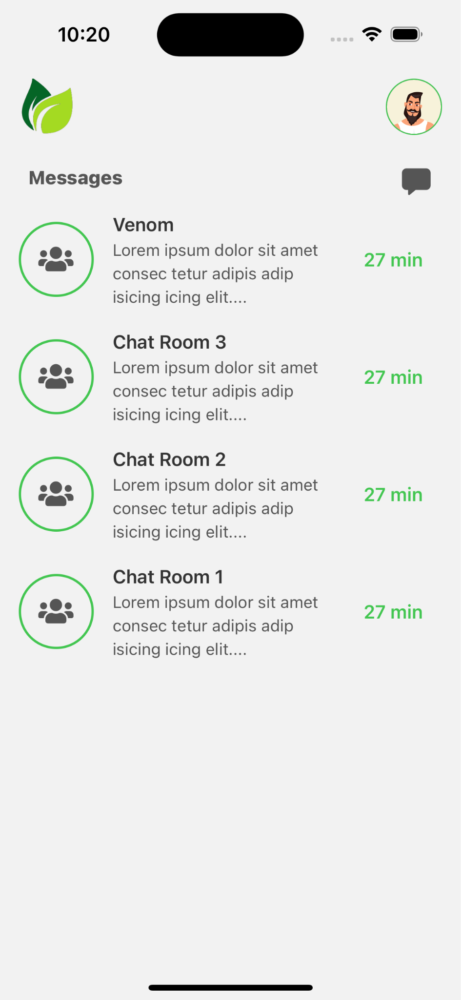 10:20
Messages
Venom
Lorem ipsum dolor sit amet
consec tetur adipis adip
isicing icing elit....
27 min
Chat Room 3
Lorem ipsum dolor sit amet
consec tetur adipis adip
isicing icing elit....
27 min
Chat Room 2
Lorem ipsum dolor sit amet
consec tetur adipis adip
isicing icing elit....
27 min
Chat Room 1
Lorem ipsum dolor sit amet
consec tetur adipis adip
isicing icing elit....
27 min